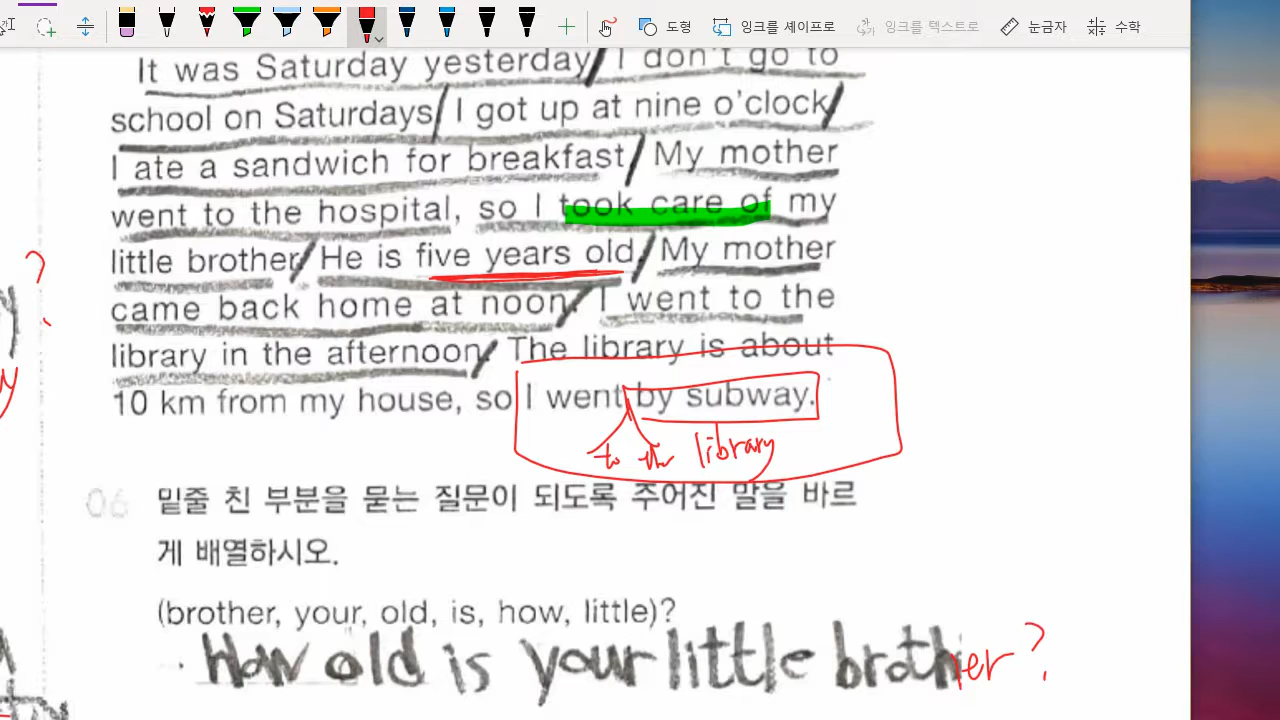 도형 잉크를 셰이프로 잉크를 텍스트로 눈금자 수학
It was Saturday yesterday/ I don't go to
school on Saturdays/ I got up at nine o'clock/
I ate a sandwich for breakfast/ My mother
went to the hospital, so I took care of my
little brother/ He is five years old./ My mother
came back home at noon./ I went to the
library in the afternoon/ The library is about
10 km from my house, so I went by subway.
to the library
06 밑줄 친 부분을 묻는 질문이 되도록 주어진 말을 바르
게 배열하시오.
(brother, your, old, is, how, little)?
How old is your little brother?